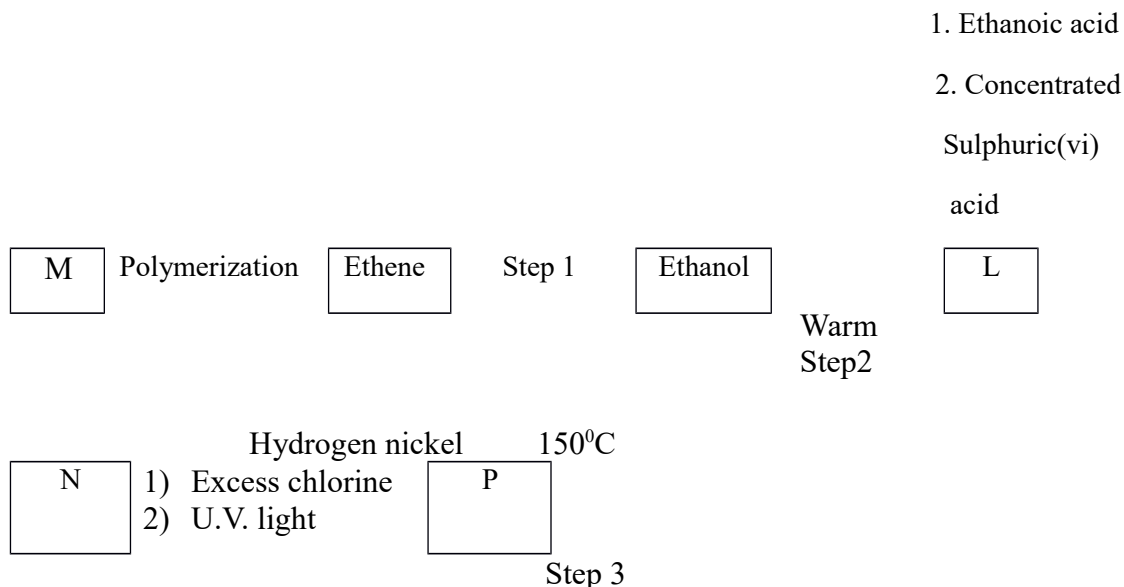 1. Ethanoic acid
2. Concentrated
Sulphuric(vi)
acid
M Polymerization Ethene Step 1 Ethanol L
Warm
Step2
Hydrogen nickel 150⁰C
N 1) Excess chlorine P
2) U.V. light
Step 3